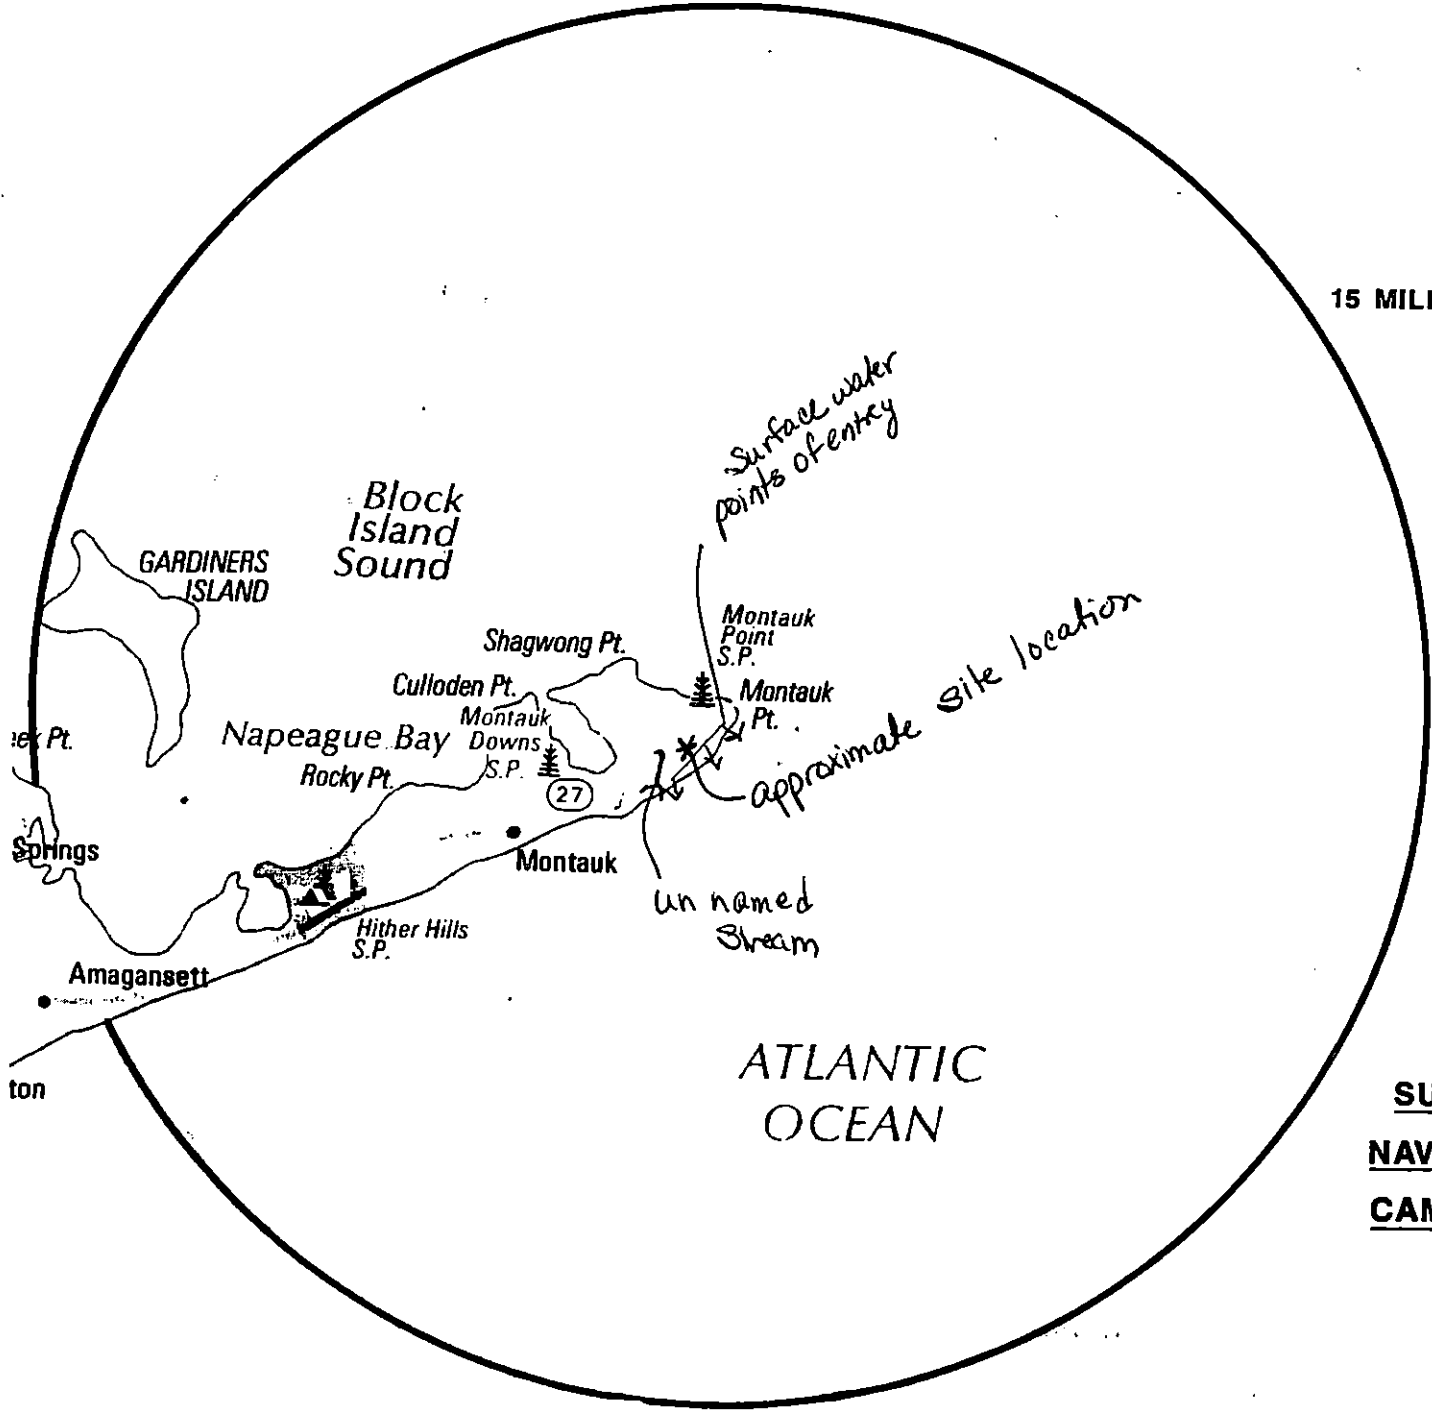 15 MIL
Surface water
points of entry
Block
Island
Sound
GARDINERS
ISLAND
Montauk
Point
S.P.
Shagwong Pt.
approximate site location
Culloden Pt.
Montauk
Pt.
Montauk
Downs
S.P.
Napeague Bay
Pt.
Rocky Pt.
27
Springs
Montauk
un named
Stream
Hither Hills
S.P.
Amagansett
ATLANTIC
OCEAN
ton
SU
NAV
CAM